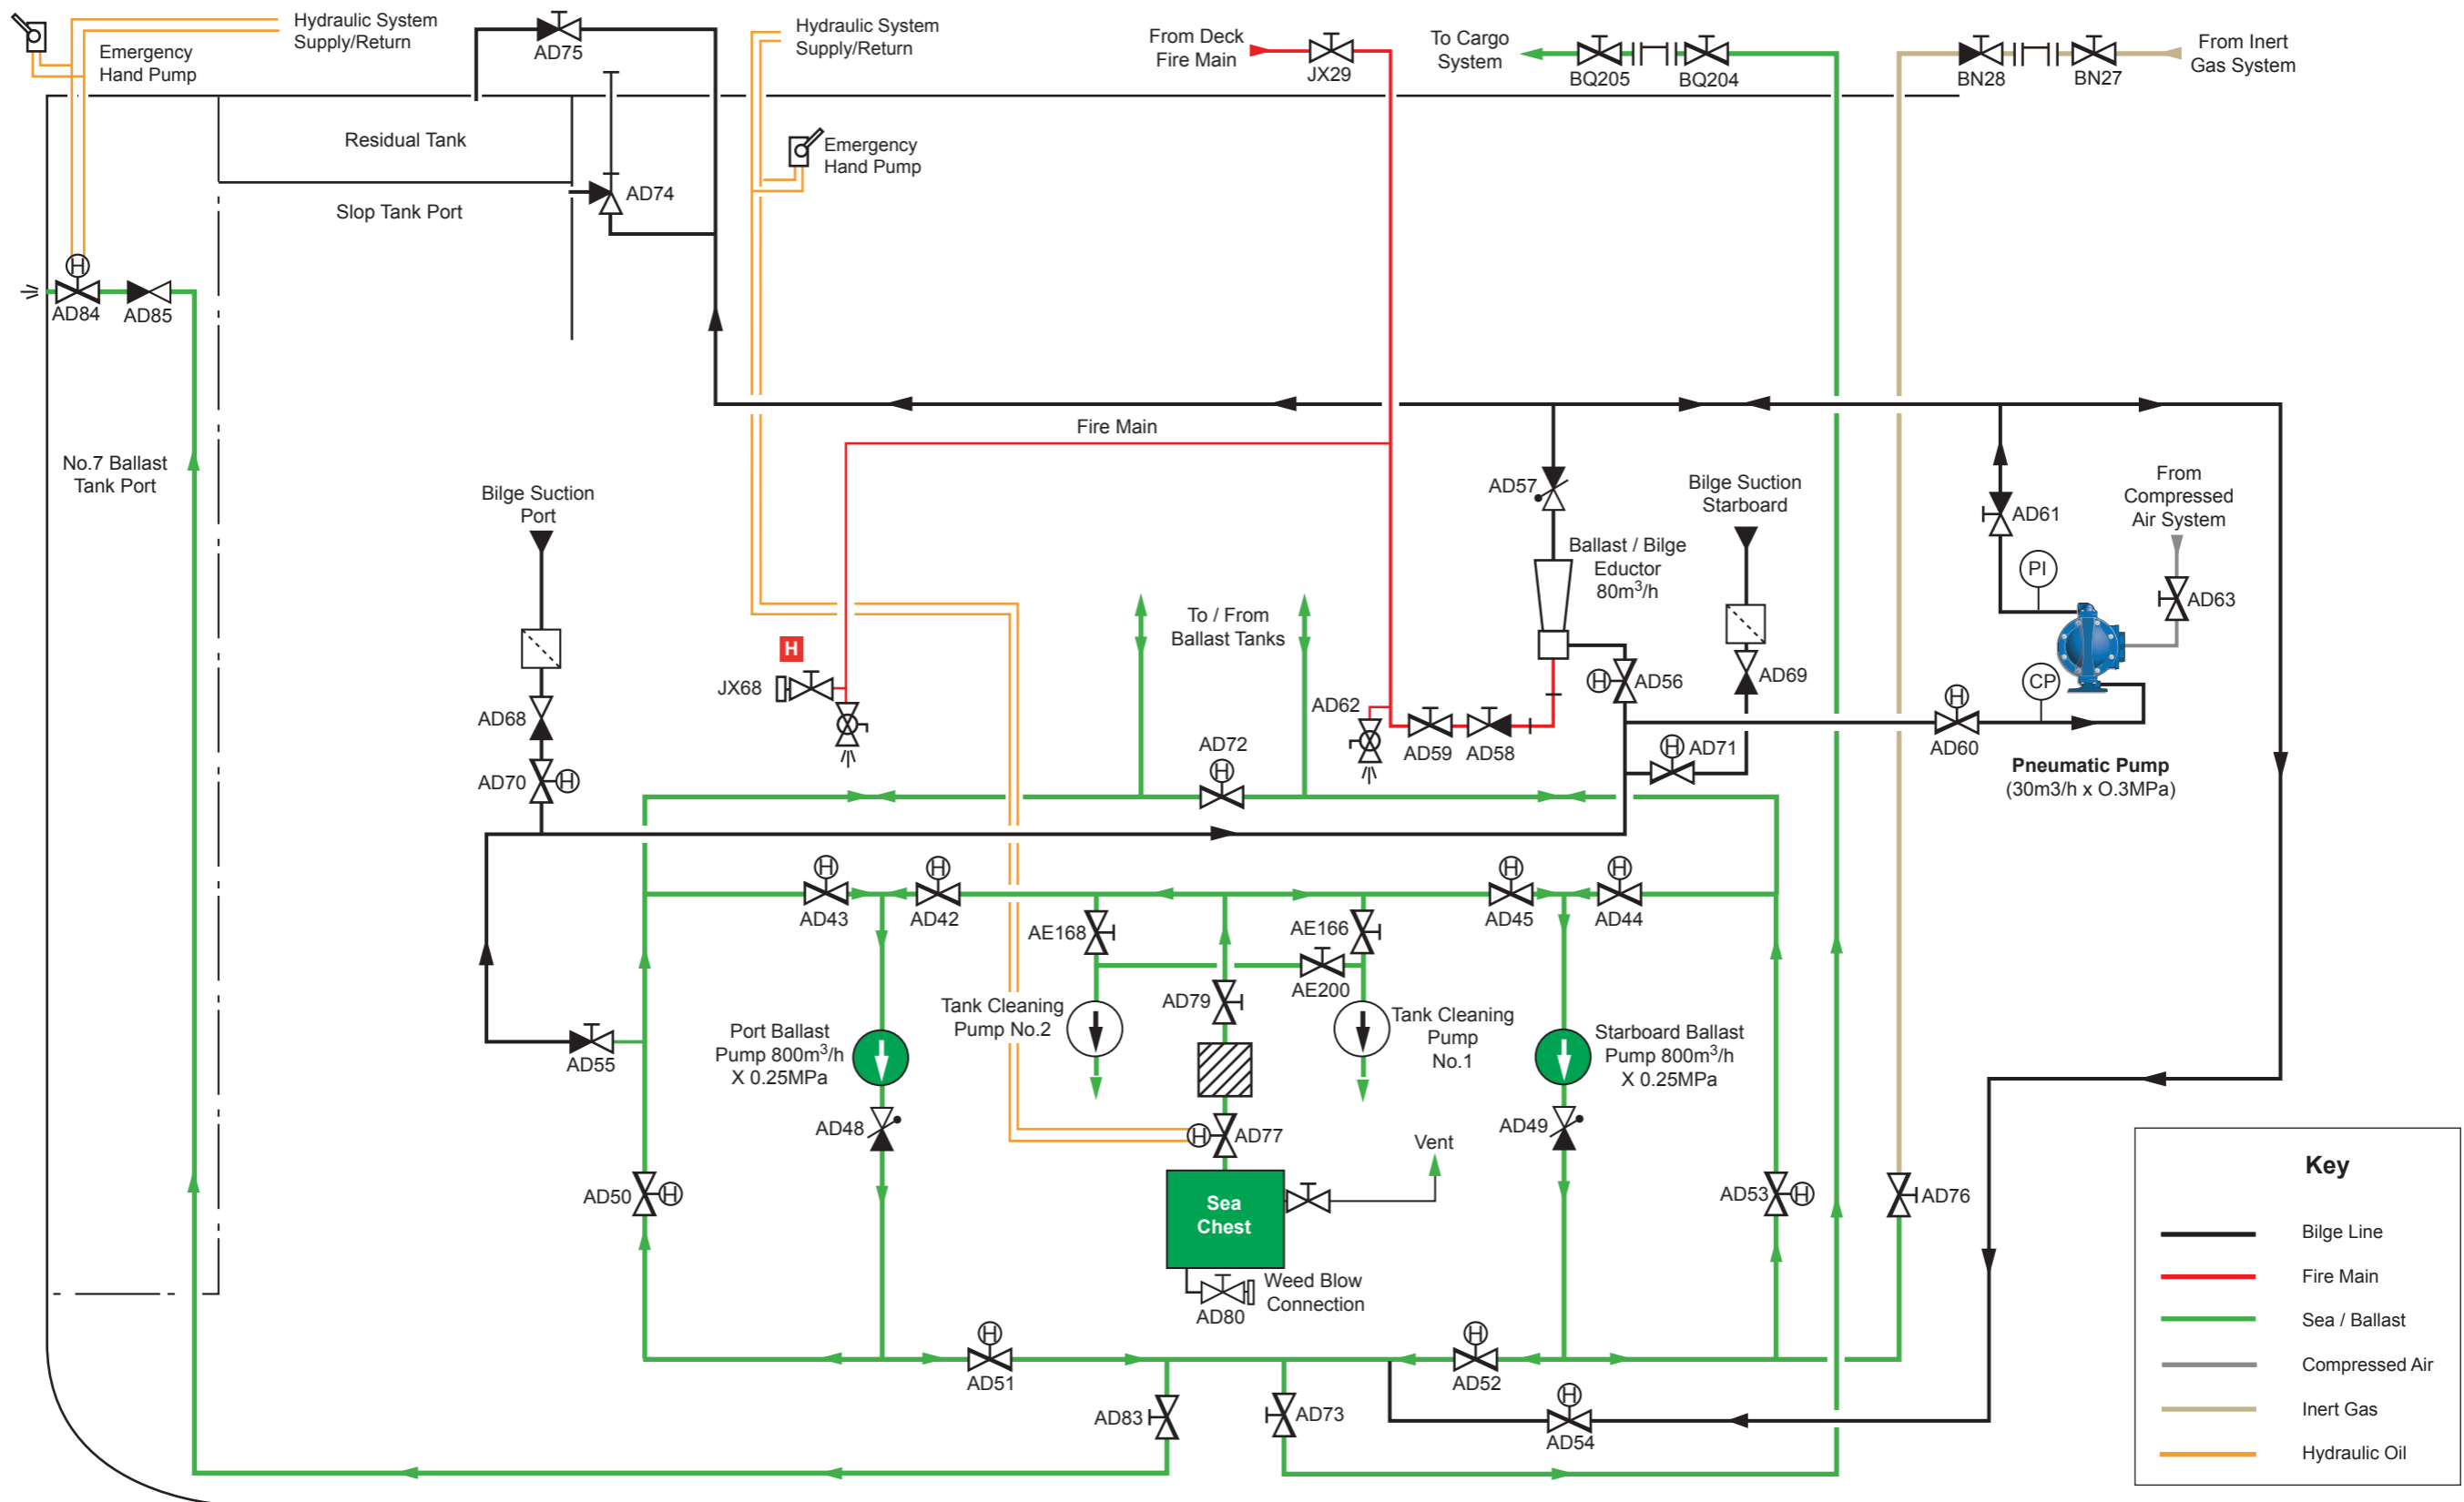 Hydraulic System
Supply/Return
Emergency
Hand Pump
AD75
Hydraulic System
Supply/Return
From Deck
Fire Main
JX29
To Cargo
System
BQ205
BQ204
BN28
BN27
From Inert
Gas System
Residual Tank
Emergency
Hand Pump
AD74
Slop Tank Port
H
AD84
AD85
Fire Main
No.7 Ballast
Tank Port
Bilge Suction
Port
AD57
Bilge Suction
Starboard
From
Compressed
Air System
AD61
Ballast / Bilge
Eductor
80m³/h
PI
AD63
To / From
Ballast Tanks
H
JX68
H
AD56
AD69
CP
AD62
AD68
AD59
AD58
H
AD60
AD72
H
H
AD71
AD70
H
Pneumatic Pump
(30m3/h x O.3MPa)
H
AD43
H
AD42
H
AD45
H
AD44
AE168
AE166
AE200
AD79
Tank Cleaning
Pump No.2
Tank Cleaning
Pump
No.1
Port Ballast
Pump 800m³/h
X 0.25MPa
Starboard Ballast
Pump 800m³/h
X 0.25MPa
AD55
AD48
H
AD77
AD49
Vent
AD50
H
Sea
Chest
AD53
H
AD76
Weed Blow
Connection
AD80
H
AD51
H
AD52
AD83
AD73
H
AD54
Key
Bilge Line
Fire Main
Sea / Ballast
Compressed Air
Inert Gas
Hydraulic Oil